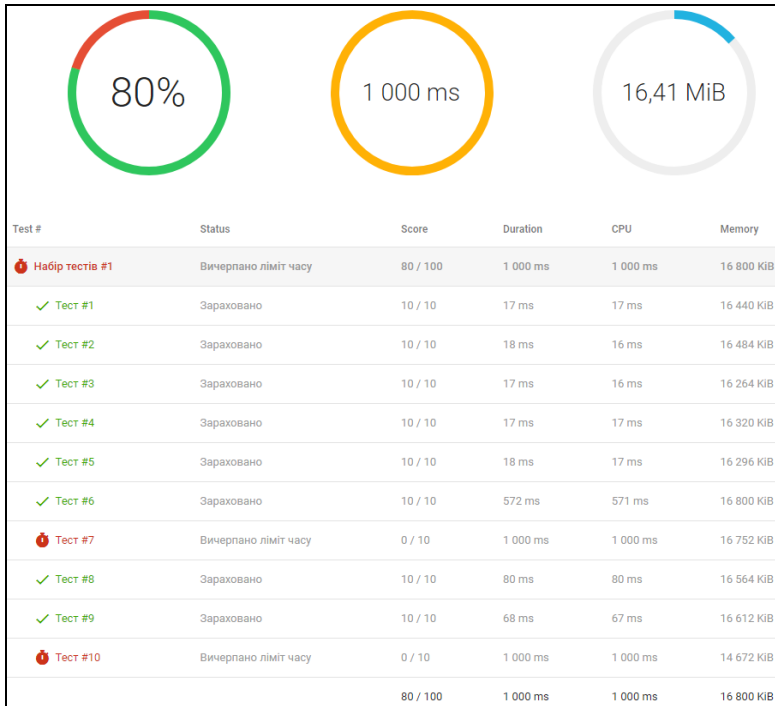 80%
1 000 ms
16,41 MiB
Test # Status Score Duration CPU Memory
Набір тестів #1 Вичерпано ліміт часу 80 / 100 1 000 ms 1 000 ms 16 800 KiB
Тест #1 Зараховано 10 / 10 17 ms 17 ms 16 440 KiB
Тест #2 Зараховано 10 / 10 18 ms 16 ms 16 484 KiB
Тест #3 Зараховано 10 / 10 17 ms 16 ms 16 264 KiB
Тест #4 Зараховано 10 / 10 17 ms 17 ms 16 320 KiB
Тест #5 Зараховано 10 / 10 18 ms 17 ms 16 296 KiB
Тест #6 Зараховано 10 / 10 572 ms 571 ms 16 800 KiB
Тест #7 Вичерпано ліміт часу 0 / 10 1 000 ms 1 000 ms 16 752 KiB
Тест #8 Зараховано 10 / 10 80 ms 80 ms 16 564 KiB
Тест #9 Зараховано 10 / 10 68 ms 67 ms 16 612 KiB
Тест #10 Вичерпано ліміт часу 0 / 10 1 000 ms 1 000 ms 14 672 KiB
80 / 100 1 000 ms 1 000 ms 16 800 KiB